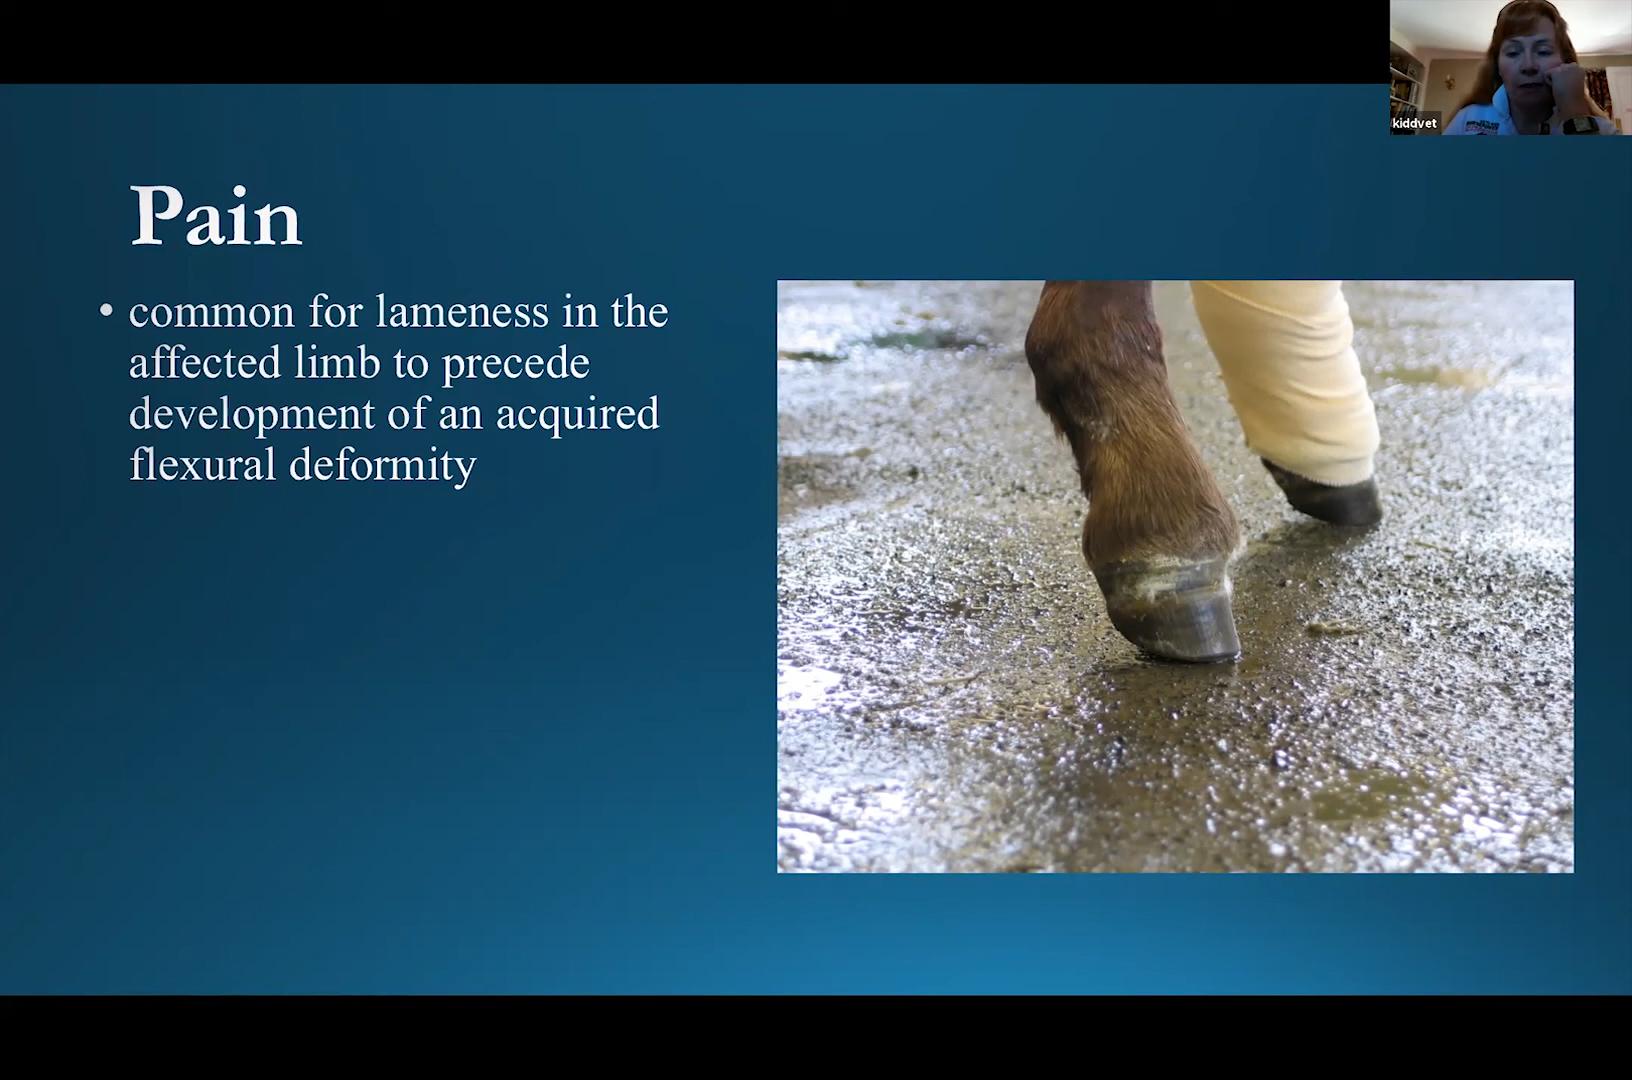 kiddvet
Pain
• common for lameness in the
affected limb to precede
development of an acquired
flexural deformity